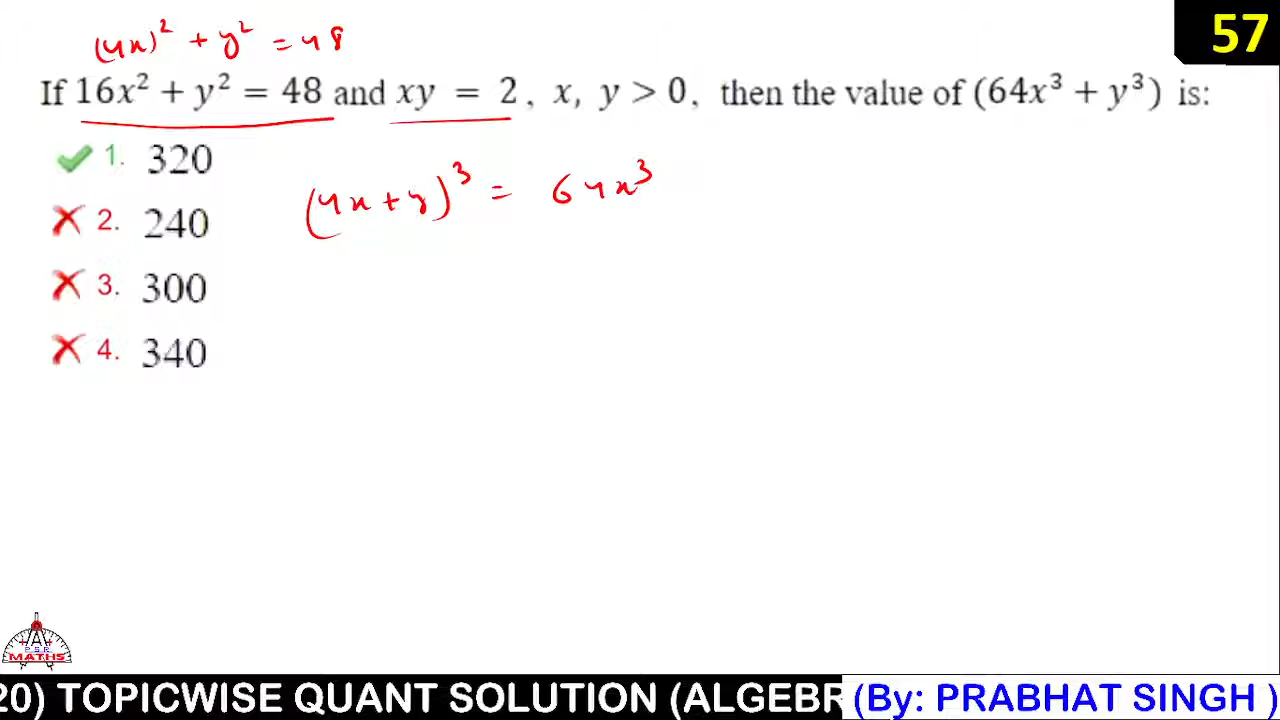 57
(4x)² + y² = 48
If 16x² + y² = 48 and xy = 2, x, y > 0, then the value of (64x³ + y³) is:
1. 320
(4x + y)³ = 64x³
2. 240
3. 300
4. 340
A
P S R
MATHS
20) TOPICWISE QUANT SOLUTION (ALGEBR
(By: PRABHAT SINGH )